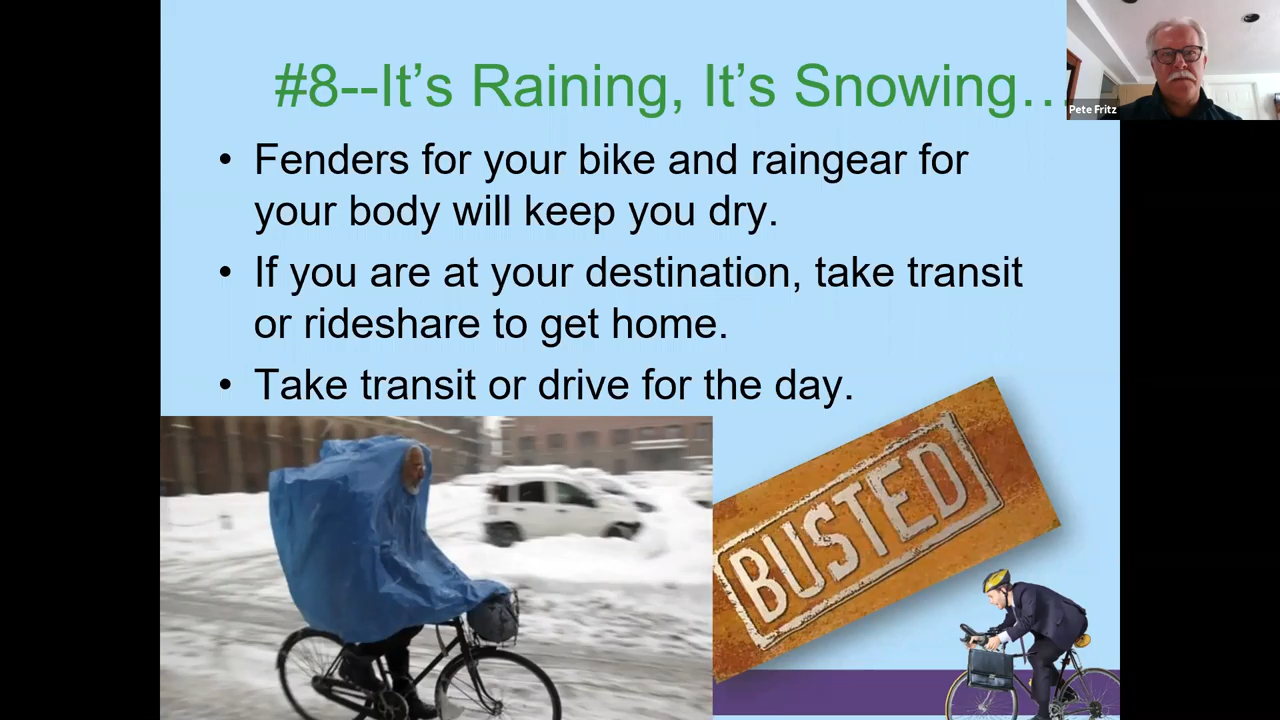 #8--It’s Raining, It’s Snowing…
Pete Fritz
• Fenders for your bike and raingear for
your body will keep you dry.
• If you are at your destination, take transit
or rideshare to get home.
• Take transit or drive for the day.
BUSTED